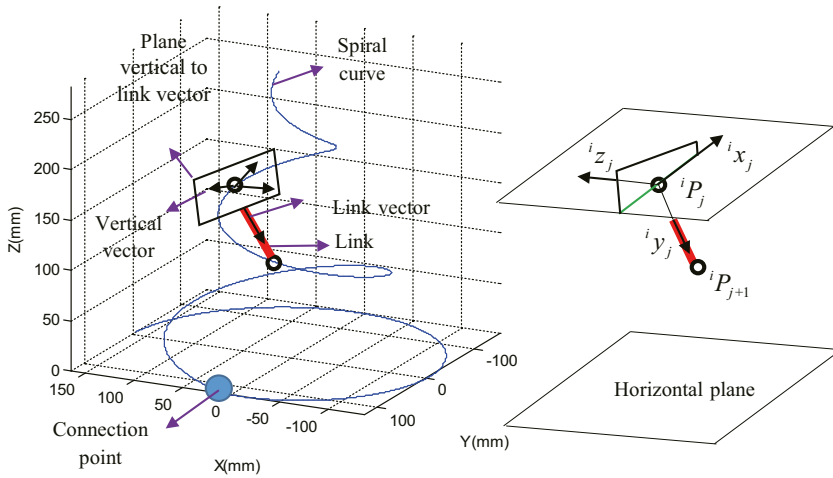 Plane
vertical to
link vector
Spiral
curve
250
200
150
100
50
0
Z(mm)
Vertical
vector
Link vector
Link
150
100
50
0
-50
-100
X(mm)
-100
0
100
Y(mm)
Connection
point
ⁱzⱼ
ⁱxⱼ
ⁱPⱼ
ⁱyⱼ
ⁱPⱼ₊₁
Horizontal plane